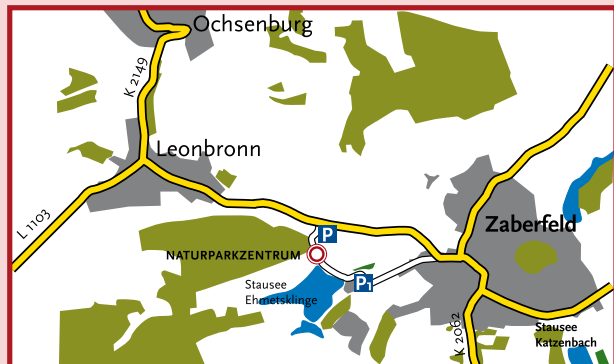 Ochsenburg
K 2149
Leonbronn
L 1103
Zaberfeld
P
NATURPARKZENTRUM
P1
Stausee
Ehmetsklinge
K 2062
Stausee
Katzenbach